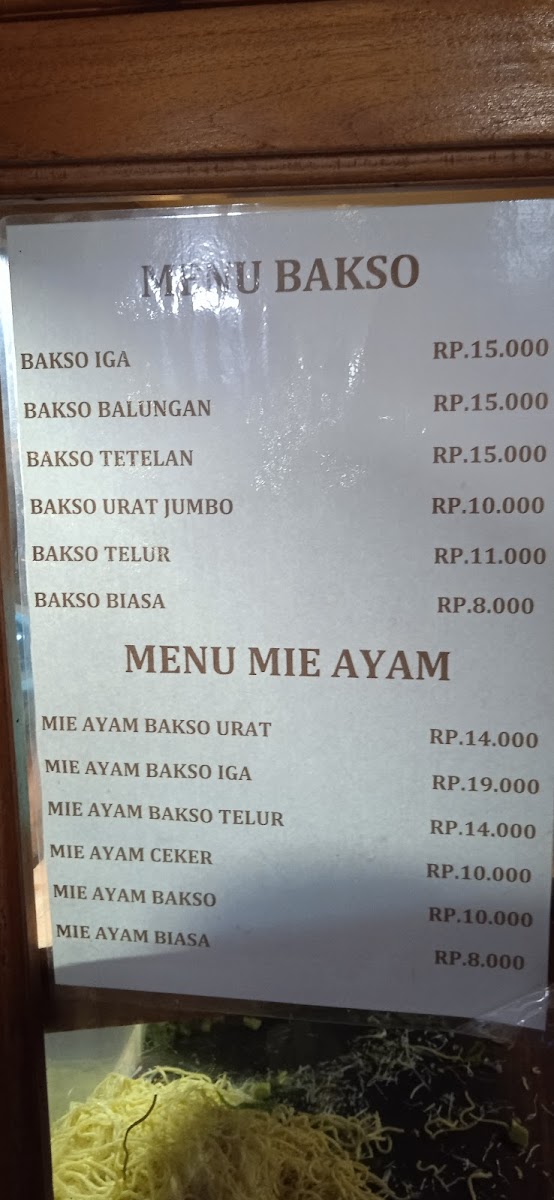 MENU BAKSO
BAKSO IGA RP.15.000
BAKSO BALUNGAN RP.15.000
BAKSO TETELAN RP.15.000
BAKSO URAT JUMBO RP.10.000
BAKSO TELUR RP.11.000
BAKSO BIASA RP.8.000
MENU MIE AYAM
MIE AYAM BAKSO URAT RP.14.000
MIE AYAM BAKSO IGA RP.19.000
MIE AYAM BAKSO TELUR RP.14.000
MIE AYAM CEKER RP.10.000
MIE AYAM BAKSO RP.10.000
MIE AYAM BIASA RP.8.000